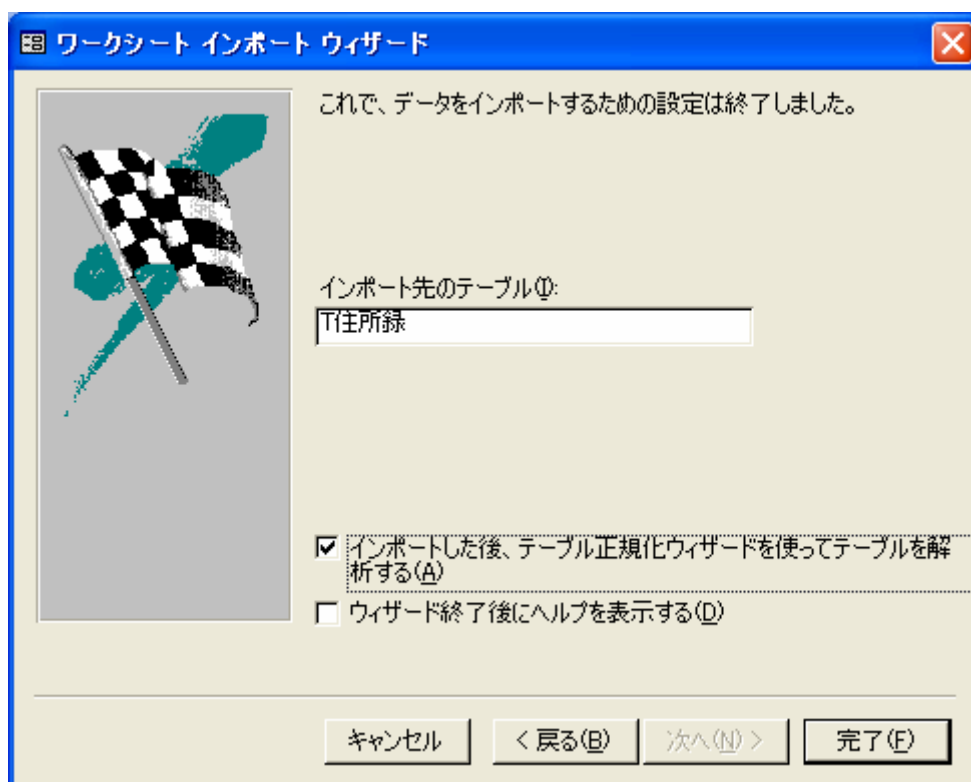 ワークシート インポート ウィザード
これで、データをインポートするための設定は終了しました。
インポート先のテーブル(I):
T住所録
インポートした後、テーブル正規化ウィザードを使ってテーブルを解
析する(A)
ウィザード終了後にヘルプを表示する(D)
キャンセル
< 戻る(B)
次へ(N) >
完了(F)